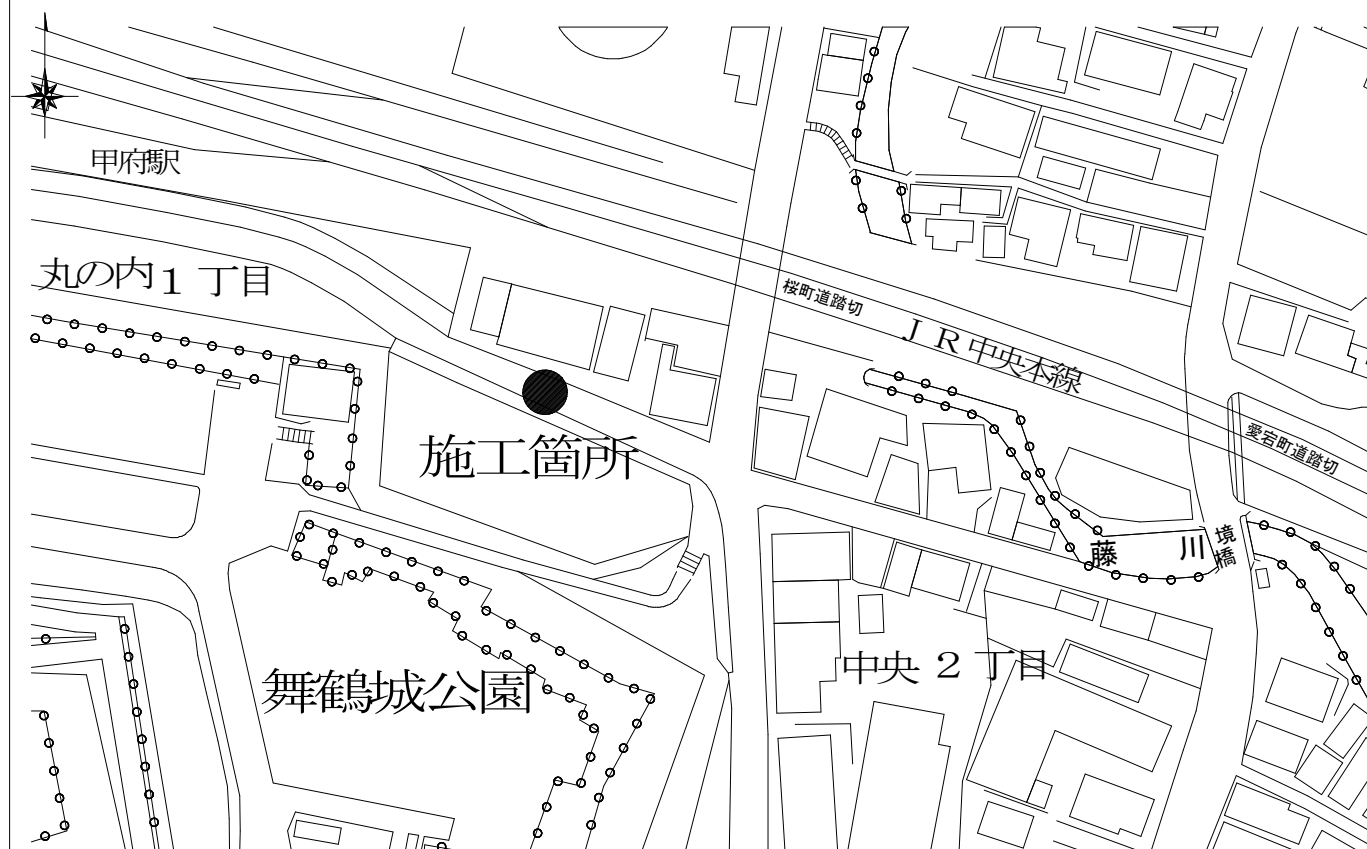 甲府駅
丸の内１丁目
桜町道踏切
ＪＲ中央本線
愛宕町道踏切
施工箇所
藤川
境橋
中央２丁目
舞鶴城公園